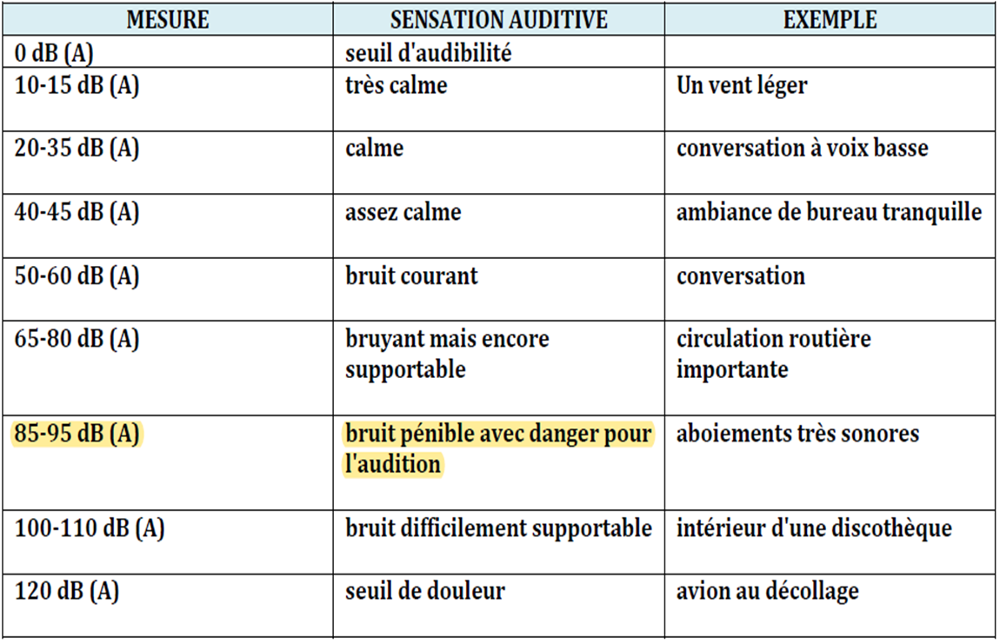 MESURE SENSATION AUDITIVE EXEMPLE
0 dB (A) seuil d'audibilité
10-15 dB (A) très calme Un vent léger
20-35 dB (A) calme conversation à voix basse
40-45 dB (A) assez calme ambiance de bureau tranquille
50-60 dB (A) bruit courant conversation
65-80 dB (A) bruyant mais encore circulation routière
supportable importante
85-95 dB (A) bruit pénible avec danger pour aboiements très sonores
l'audition
100-110 dB (A) bruit difficilement supportable intérieur d'une discothèque
120 dB (A) seuil de douleur avion au décollage